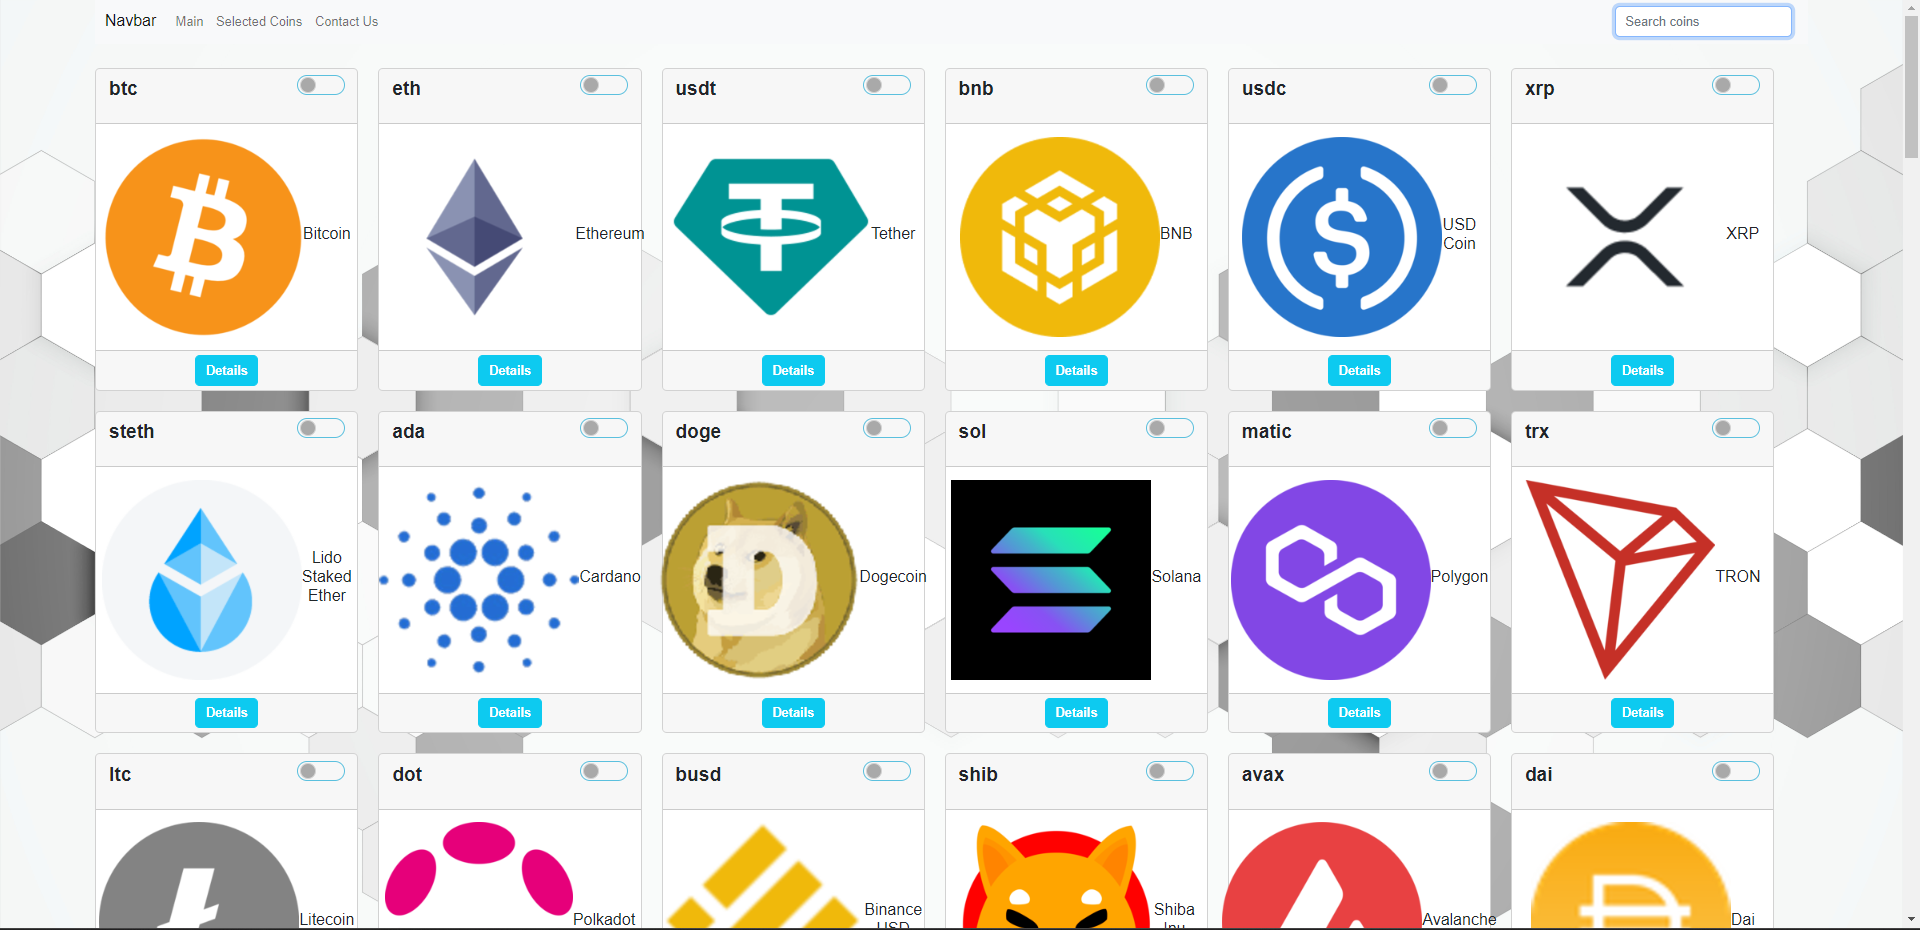 Navbar Main Selected Coins Contact Us Search coins
btc eth usdt bnb usdc xrp
Bitcoin Ethereum Tether BNB USD Coin XRP
Details Details Details Details Details Details
steth ada doge sol matic trx
Lido Staked Ether Cardano Dogecoin Solana Polygon TRON
Details Details Details Details Details Details
ltc dot busd shib avax dai
Litecoin Polkadot Binance USD Shiba Inu Avalanche Dai